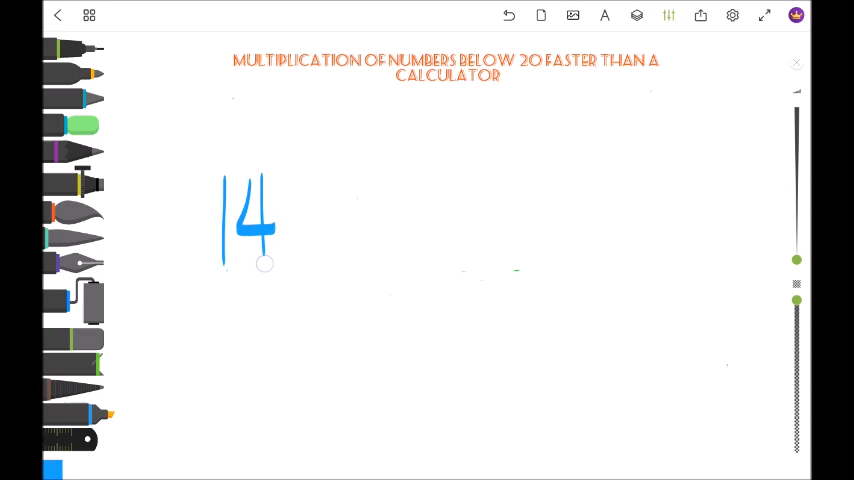 MULTIPLICATION OF NUMBERS BELOW 20 FASTER THAN A
CALCULATOR
14